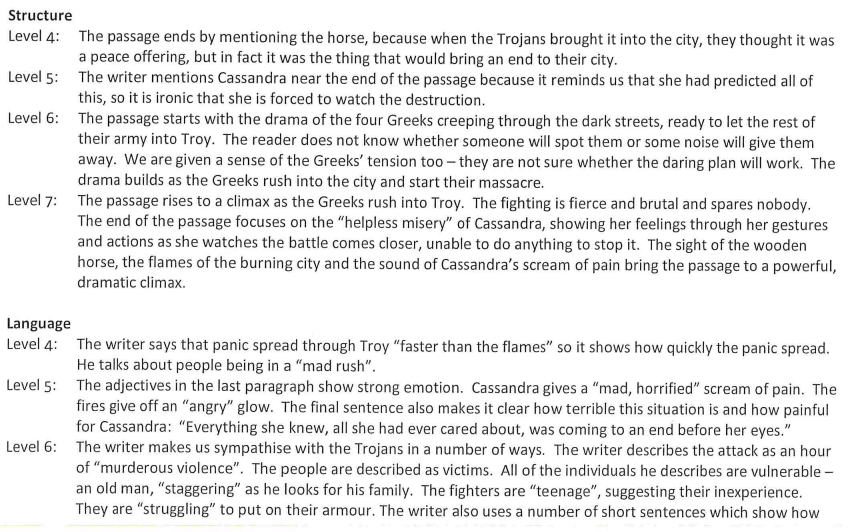 Structure
Level 4: The passage ends by mentioning the horse, because when the Trojans brought it into the city, they thought it was
a peace offering, but in fact it was the thing that would bring an end to their city.
Level 5: The writer mentions Cassandra near the end of the passage because it reminds us that she had predicted all of
this, so it is ironic that she is forced to watch the destruction.
Level 6: The passage starts with the drama of the four Greeks creeping through the dark streets, ready to let the rest of
their army into Troy. The reader does not know whether someone will spot them or some noise will give them
away. We are given a sense of the Greeks' tension too – they are not sure whether the daring plan will work. The
drama builds as the Greeks rush into the city and start their massacre.
Level 7: The passage rises to a climax as the Greeks rush into Troy. The fighting is fierce and brutal and spares nobody.
The end of the passage focuses on the "helpless misery" of Cassandra, showing her feelings through her gestures
and actions as she watches the battle comes closer, unable to do anything to stop it. The sight of the wooden
horse, the flames of the burning city and the sound of Cassandra's scream of pain bring the passage to a powerful,
dramatic climax.
Language
Level 4: The writer says that panic spread through Troy "faster than the flames" so it shows how quickly the panic spread.
He talks about people being in a "mad rush".
Level 5: The adjectives in the last paragraph show strong emotion. Cassandra gives a "mad, horrified" scream of pain. The
fires give off an "angry" glow. The final sentence also makes it clear how terrible this situation is and how painful
for Cassandra: "Everything she knew, all she had ever cared about, was coming to an end before her eyes."
Level 6: The writer makes us sympathise with the Trojans in a number of ways. The writer describes the attack as an hour
of "murderous violence". The people are described as victims. All of the individuals he describes are vulnerable –
an old man, "staggering" as he looks for his family. The fighters are "teenage", suggesting their inexperience.
They are "struggling" to put on their armour. The writer also uses a number of short sentences which show how